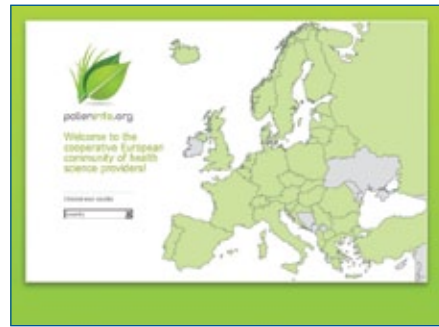 polleninfo.org
Welcome to the
cooperative European
community of health
science providers!